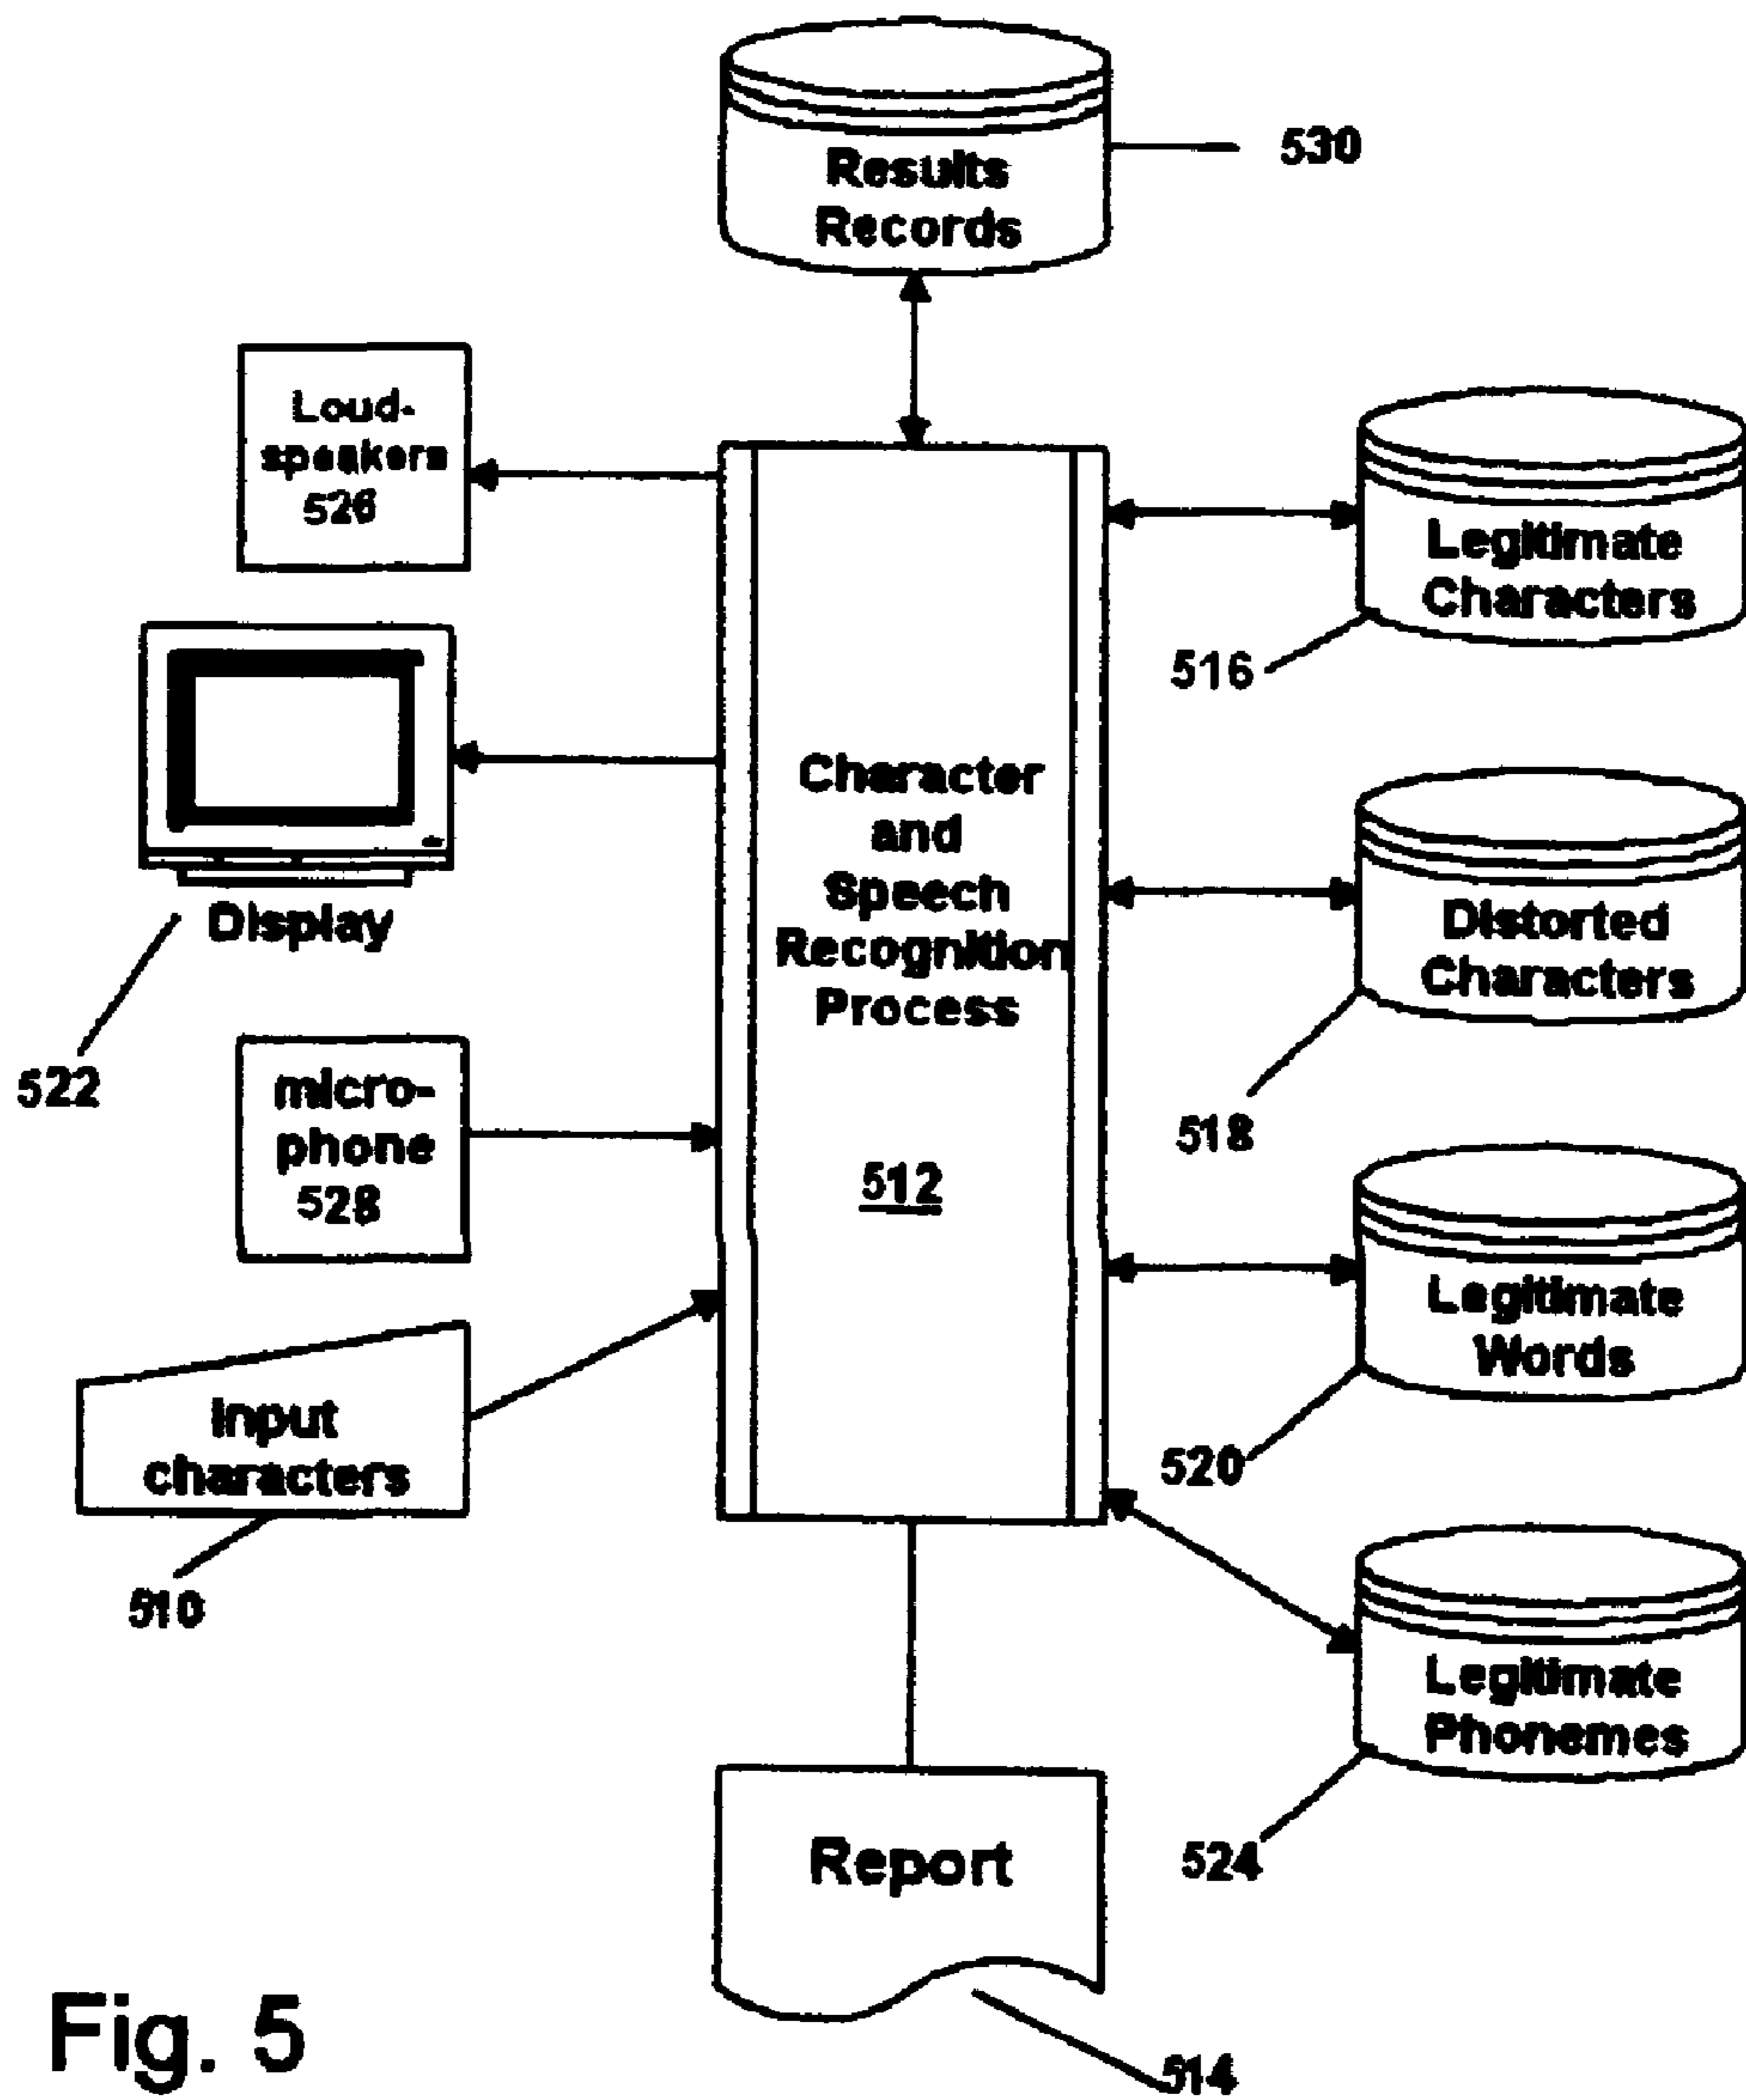 Results
Records
530
Loud-
speakers
526
Legitimate
Characters
516
Display
522
Character
and
Speech
Recognition
Process
512
Distorted
Characters
518
micro-
phone
528
Legitimate
Words
520
Input
characters
510
Legitimate
Phonemes
524
Report
514
Fig. 5